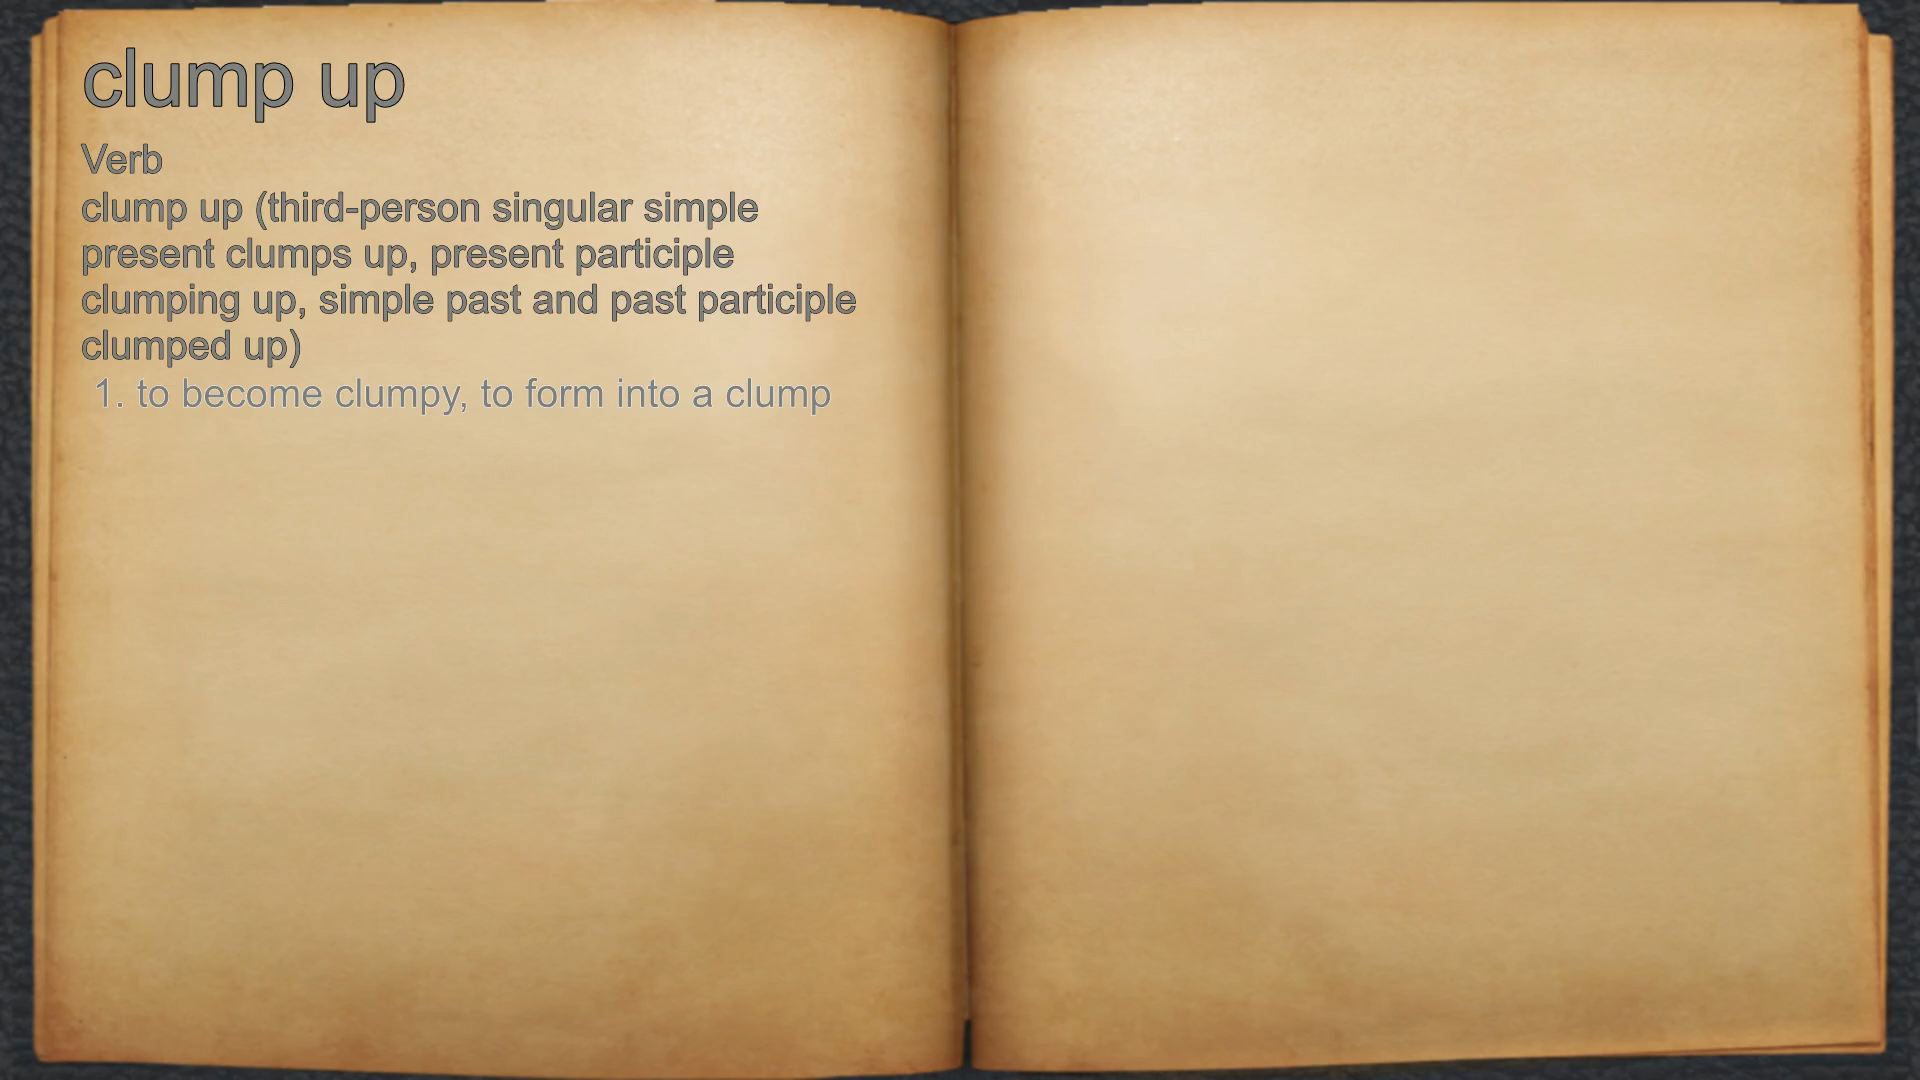 clump up
Verb
clump up (third-person singular simple
present clumps up, present participle
clumping up, simple past and past participle
clumped up)
1. to become clumpy, to form into a clump